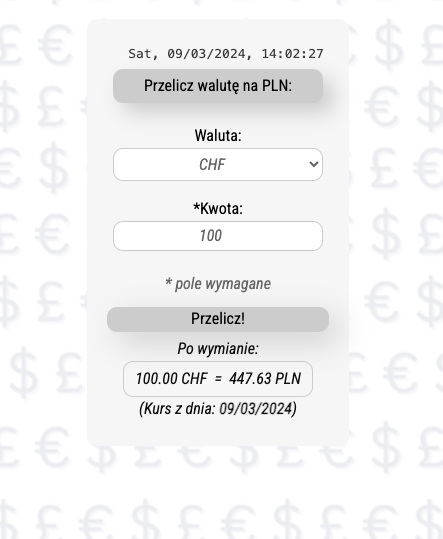 Sat, 09/03/2024, 14:02:27
Przelicz walutę na PLN:
Waluta:
CHF
*Kwota:
100
* pole wymagane
Przelicz!
Po wymianie:
100.00 CHF = 447.63 PLN
(Kurs z dnia: 09/03/2024)